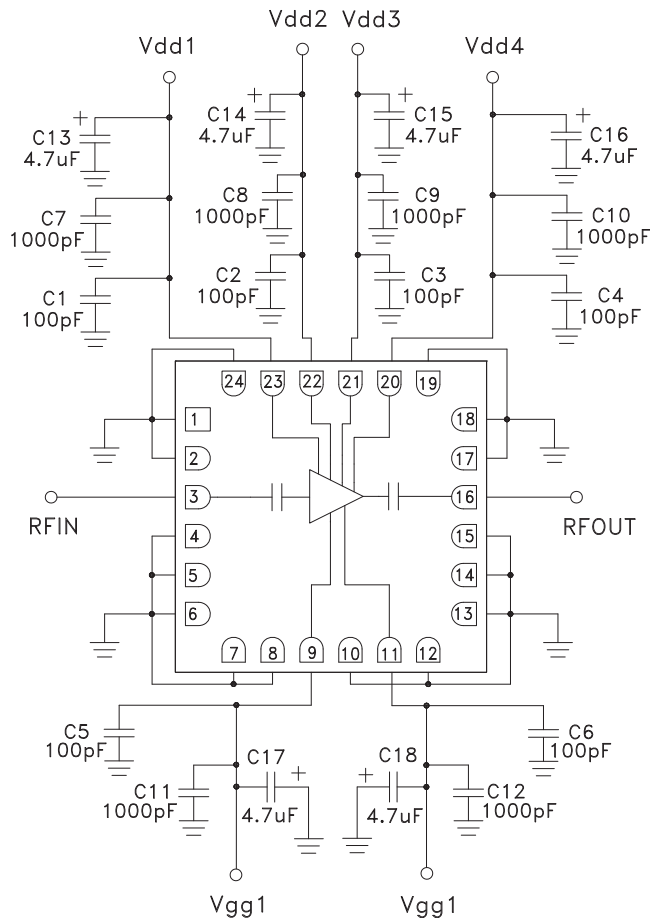 Vdd1
Vdd2
Vdd3
Vdd4
+
C13
4.7uF
+
C14
4.7uF
+
C15
4.7uF
+
C16
4.7uF
C7
1000pF
C8
1000pF
C9
1000pF
C10
1000pF
C1
100pF
C2
100pF
C3
100pF
C4
100pF
24
23
22
21
20
19
1
18
2
17
3
16
RFIN
RFOUT
4
15
5
14
6
13
7
8
9
10
11
12
C5
100pF
C6
100pF
C17
+
4.7uF
C18
+
4.7uF
C11
1000pF
C12
1000pF
Vgg1
Vgg1